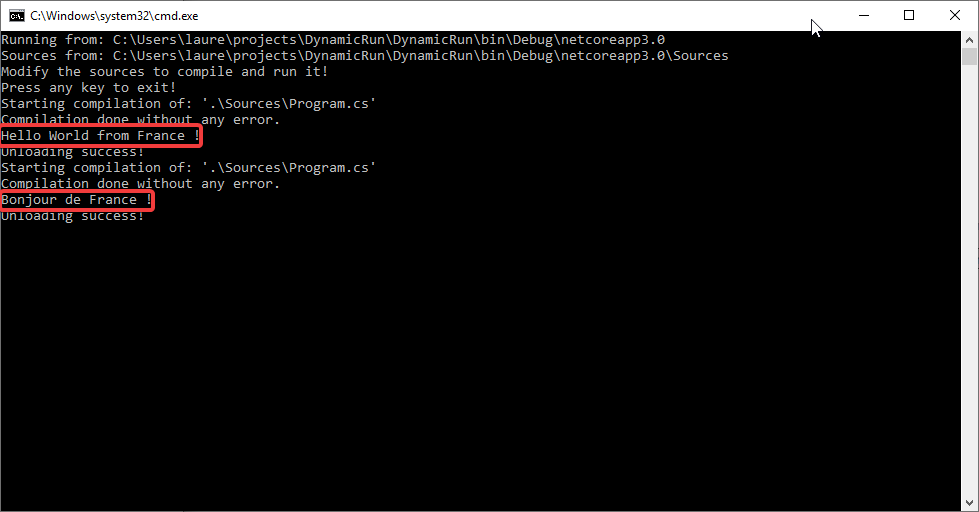 C:\Windows\system32\cmd.exe
Running from: C:\Users\laure\projects\DynamicRun\DynamicRun\bin\Debug\netcoreapp3.0
Sources from: C:\Users\laure\projects\DynamicRun\DynamicRun\bin\Debug\netcoreapp3.0\Sources
Modify the sources to compile and run it!
Press any key to exit!
Starting compilation of: '.\Sources\Program.cs'
Compilation done without any error.
Hello World from France !
Unloading success!
Starting compilation of: '.\Sources\Program.cs'
Compilation done without any error.
Bonjour de France !
Unloading success!